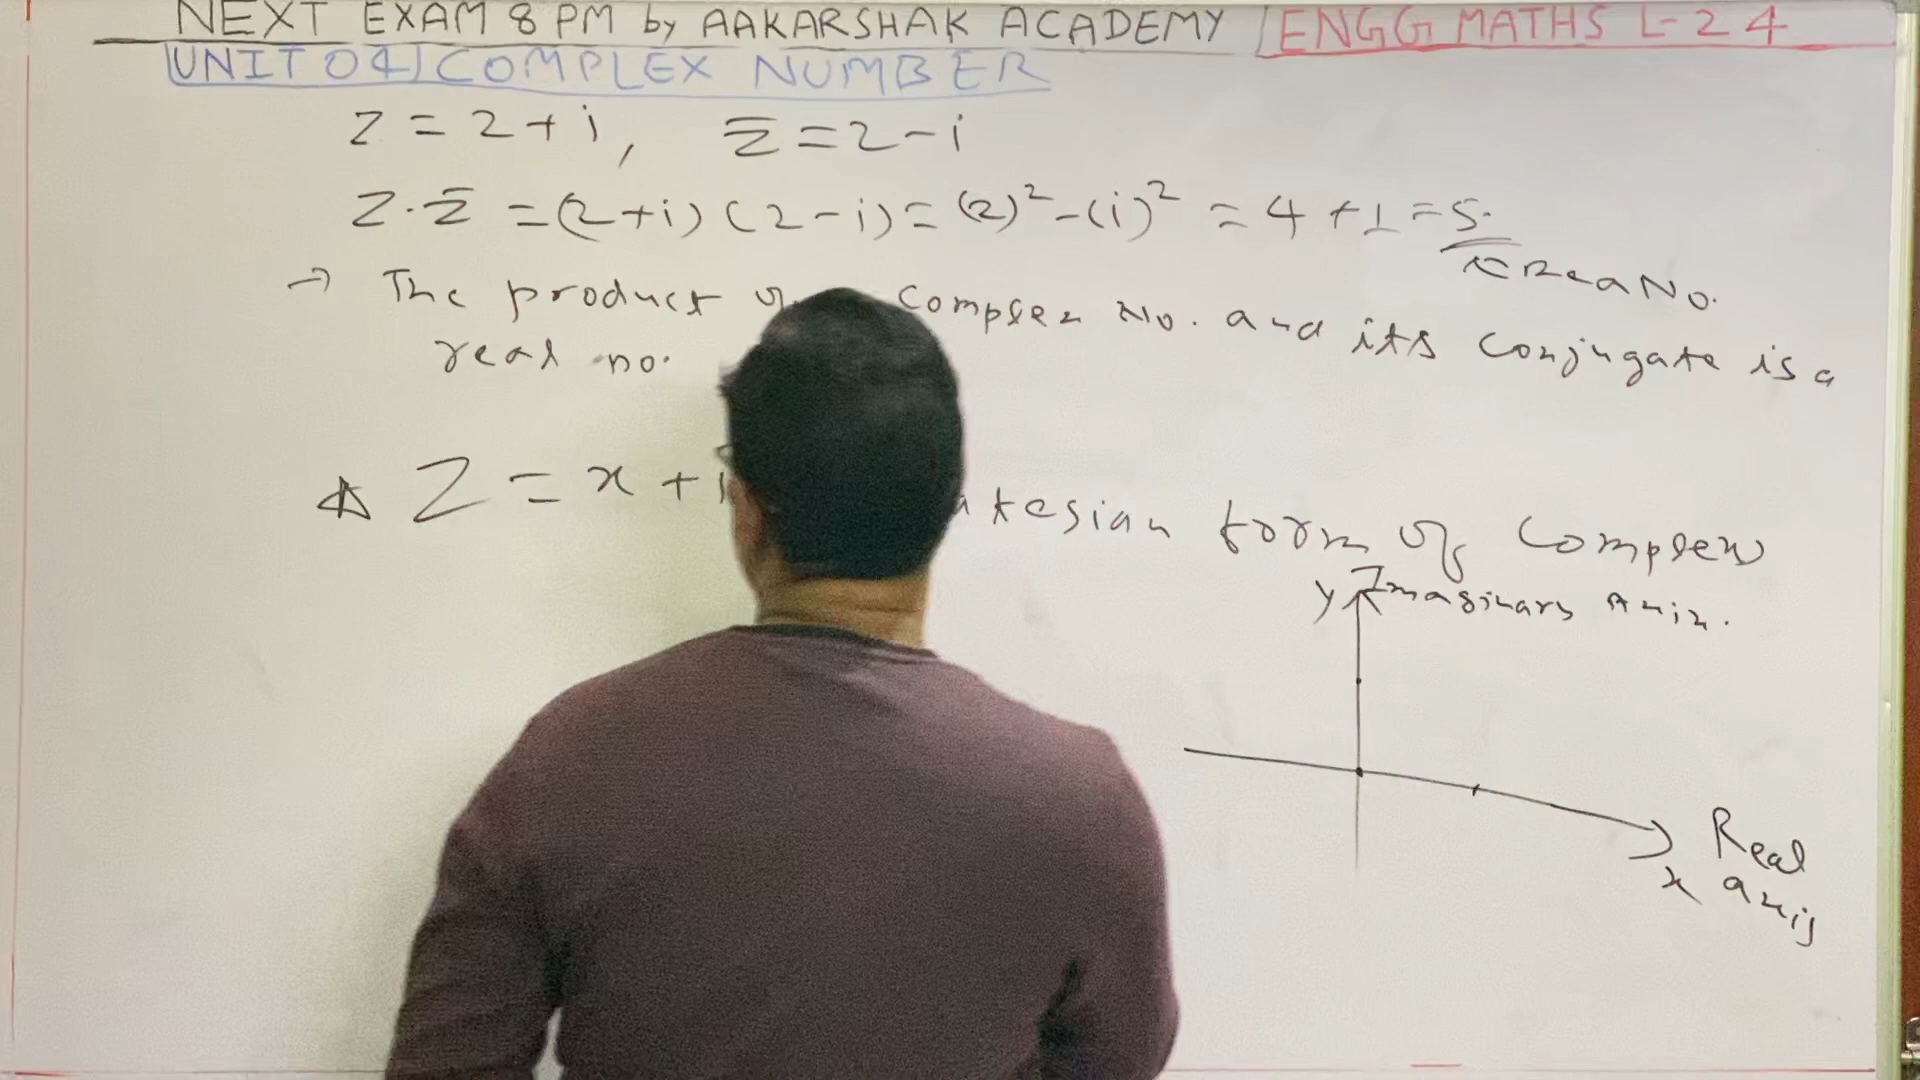 NEXT EXAM 8 PM by AAKARSHAK ACADEMY ENGG MATHS L-24
UNIT 04 COMPLEX NUMBER
Z = 2 + i, z̅ = 2 - i
Z·z̅ = (2+i)(2-i) = (2)² - (i)² = 4 + 1 = 5
Rea No.
→ The product of Complex No. and its conjugate is a
real no.
Z = x + i
tesian form of Complex
y Imaginary Axis.
Real
x axis